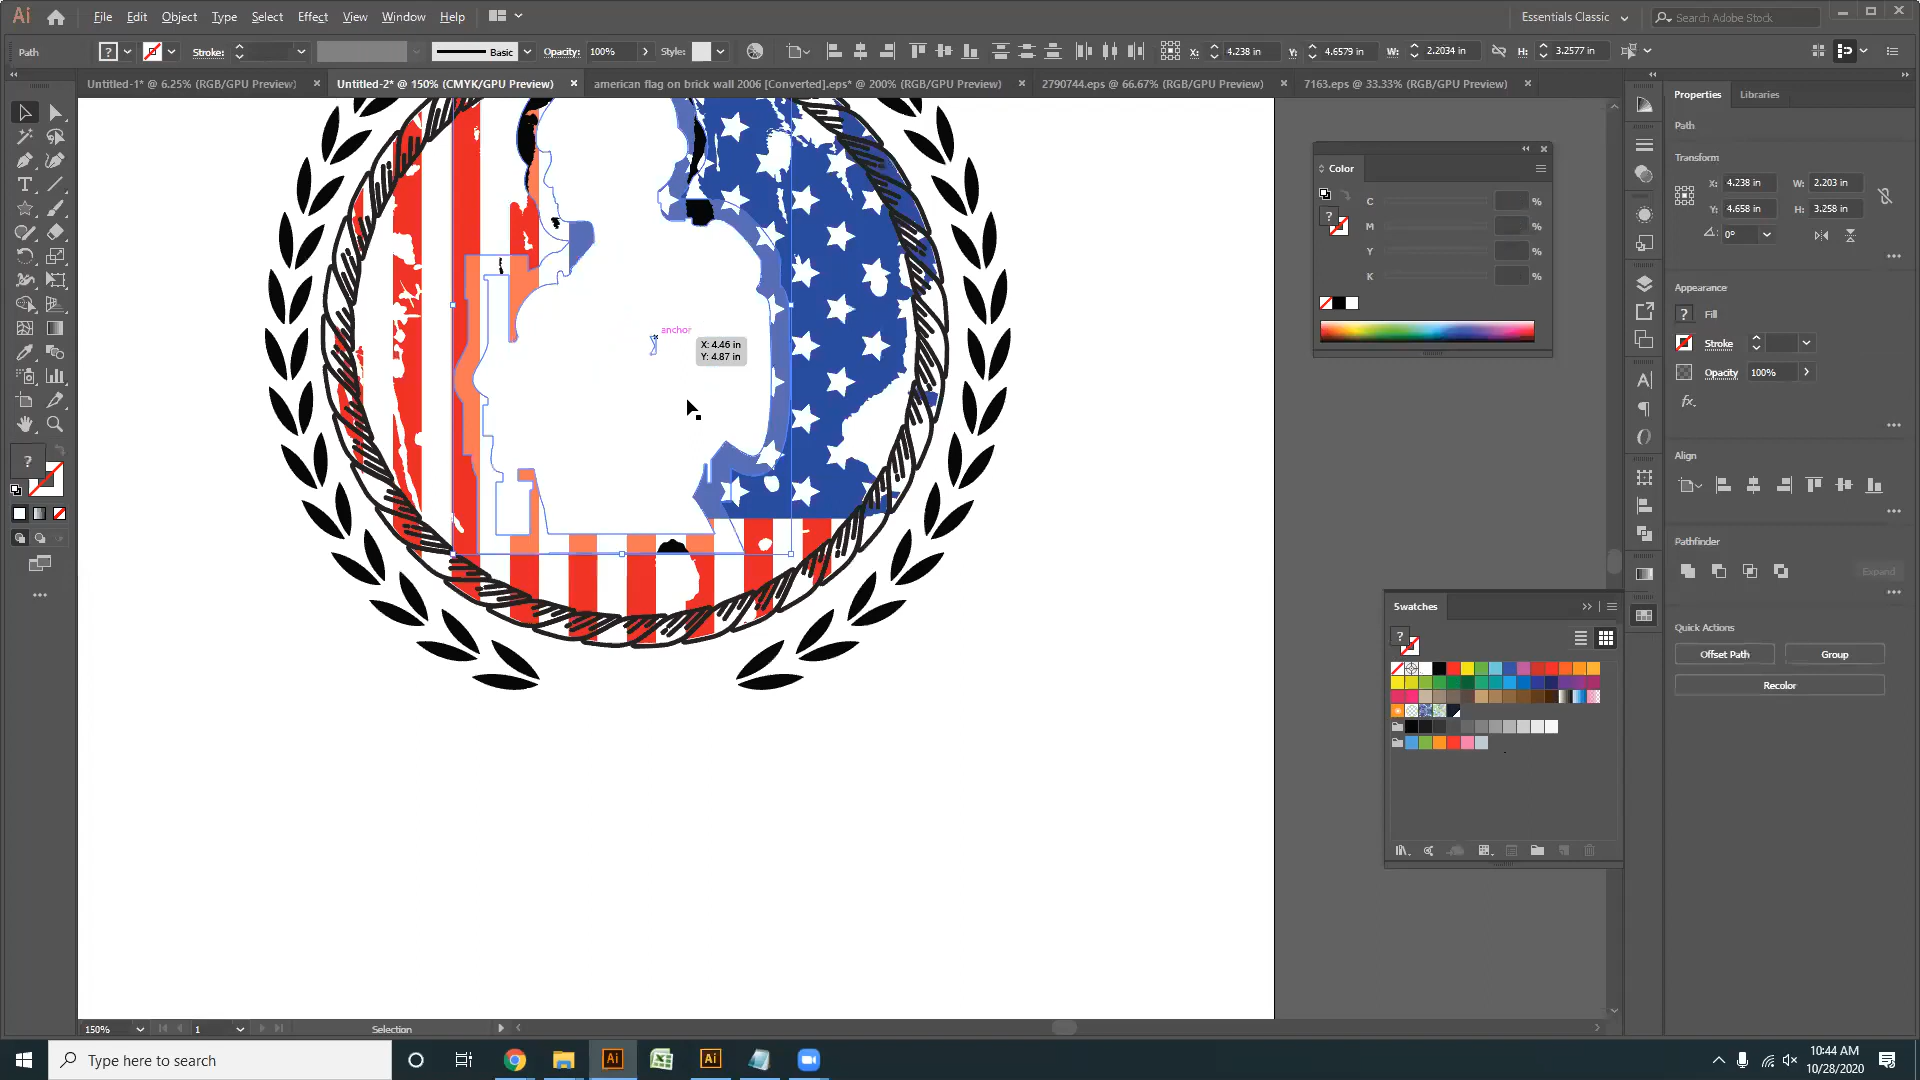 Ai File Edit Object Type Select Effect View Window Help Essentials Classic Search Adobe Stock
Path ? Stroke: Basic Opacity: 100% Style: X: 4.238 in Y: 4.6579 in W: 2.2034 in H: 3.2577 in
Untitled-1* @ 6.25% (RGB/GPU Preview) × Untitled-2* @ 150% (CMYK/GPU Preview) × american flag on brick wall 2006 [Converted].eps* @ 200% (RGB/GPU Preview) × 2790744.eps @ 66.67% (RGB/GPU Preview) × 7163.eps @ 33.33% (RGB/GPU Preview) ×
Properties Libraries
Path
Transform
X: 4.238 in W: 2.203 in
Y: 4.658 in H: 3.258 in
0°
Appearance
? Fill
Stroke
Opacity 100%
fx.
Align
Pathfinder
Expand
Quick Actions
Offset Path Group
Recolor
Color
?
C %
M %
Y %
K %
anchor
X: 4.46 in
Y: 4.87 in
Swatches
?
?
150% 1 Selection
Type here to search
Ai Ai
10:44 AM
10/28/2020